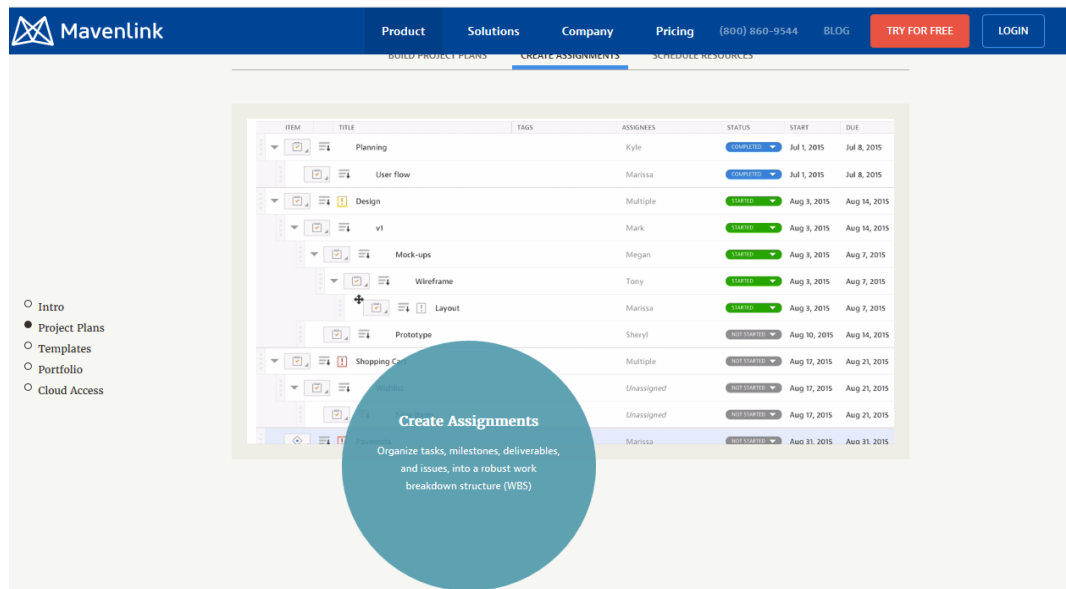 Mavenlink
Product Solutions Company Pricing (800) 860-9544 BLOG TRY FOR FREE LOGIN
BUILD PROJECT PLANS CREATE ASSIGNMENTS SCHEDULE RESOURCES
ITEM TITLE TAGS ASSIGNEES STATUS START DUE
Planning Kyle COMPLETED Jul 1, 2015 Jul 8, 2015
User flow Marissa COMPLETED Jul 1, 2015 Jul 8, 2015
Design Multiple STARTED Aug 3, 2015 Aug 14, 2015
v1 Mark STARTED Aug 3, 2015 Aug 14, 2015
Mock-ups Megan STARTED Aug 3, 2015 Aug 7, 2015
Wireframe Tony STARTED Aug 3, 2015 Aug 7, 2015
Layout Marissa STARTED Aug 3, 2015 Aug 7, 2015
Prototype Sheryl NOT STARTED Aug 10, 2015 Aug 14, 2015
Shopping Multiple NOT STARTED Aug 17, 2015 Aug 21, 2015
Unassigned NOT STARTED Aug 17, 2015 Aug 21, 2015
Unassigned NOT STARTED Aug 17, 2015 Aug 21, 2015
Marissa NOT STARTED Aug 31, 2015 Aug 31, 2015
Intro
Project Plans
Templates
Portfolio
Cloud Access
Create Assignments
Organize tasks, milestones, deliverables,
and issues, into a robust work
breakdown structure (WBS)